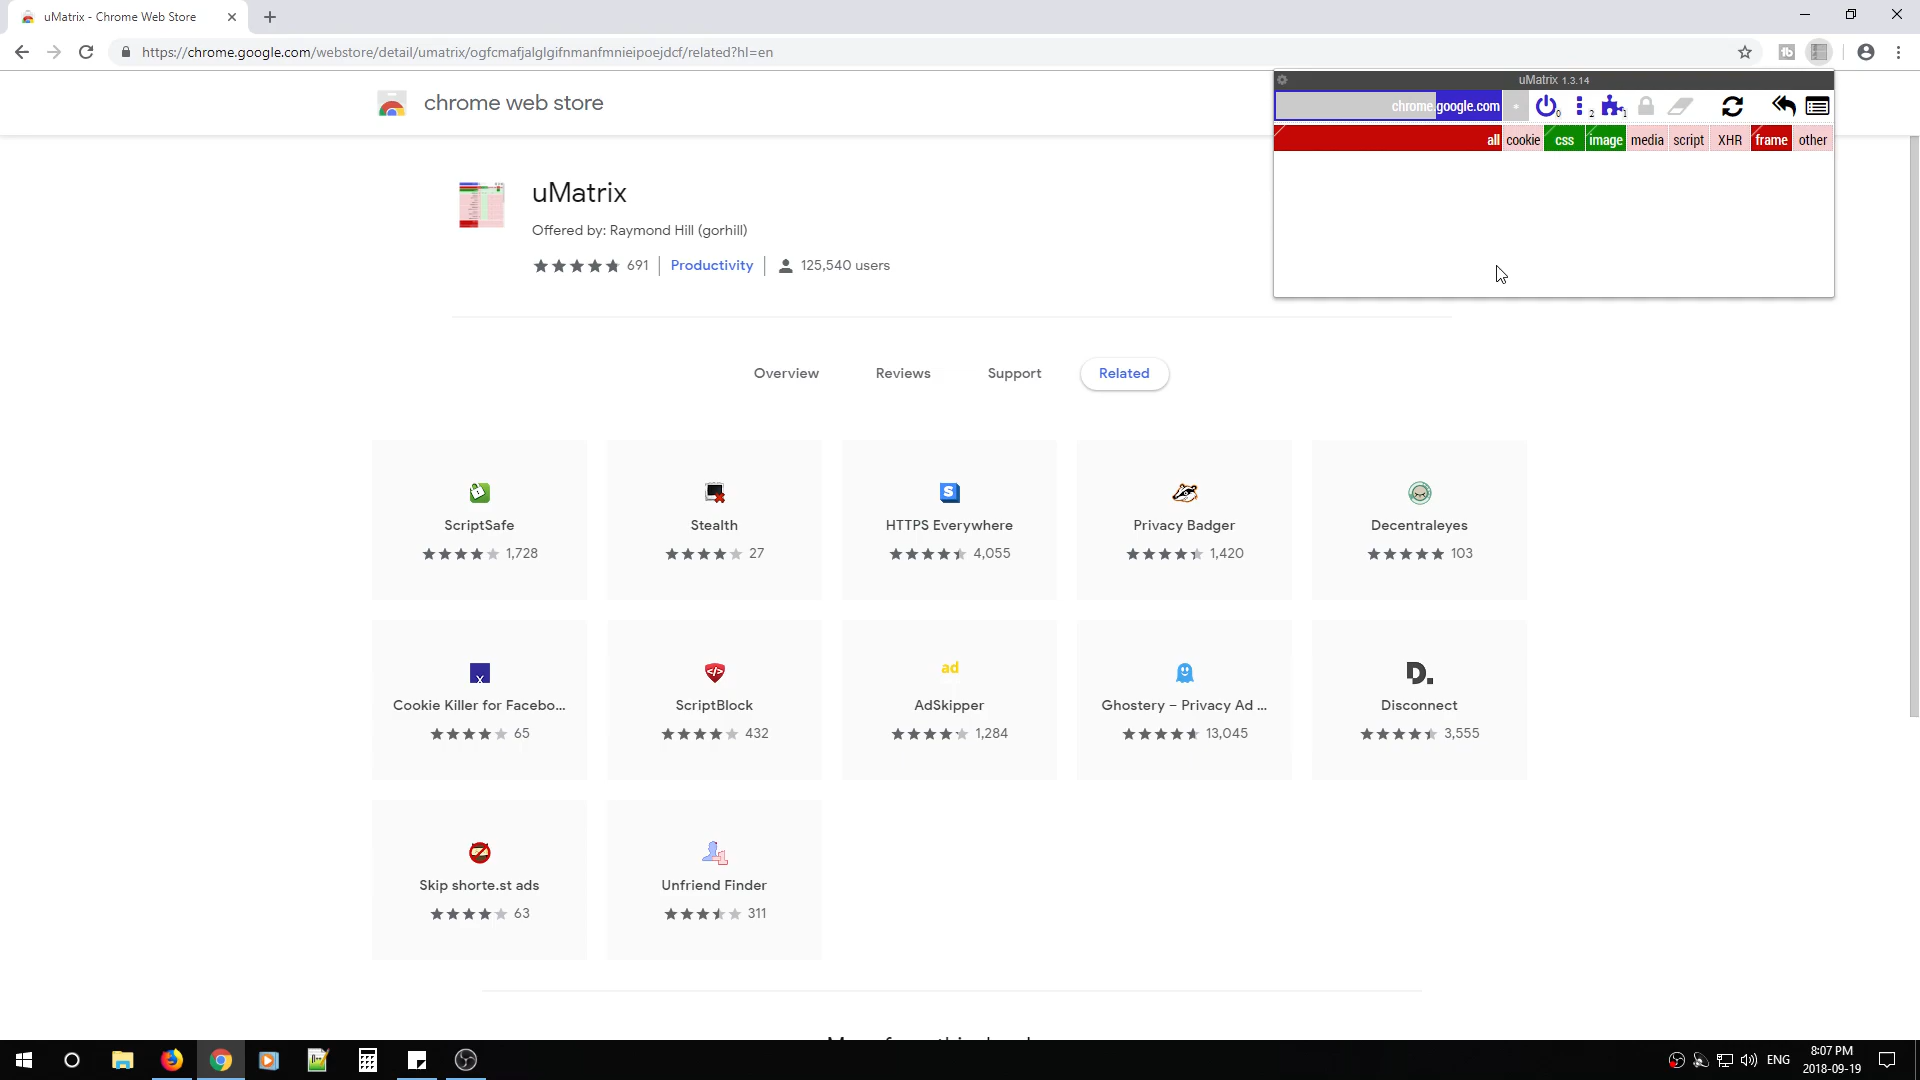 uMatrix - Chrome Web Store
https://chrome.google.com/webstore/detail/umatrix/ogfcmafjalglgifnmanfmnieipoejdcf/related?hl=en
uMatrix 1.3.14
chrome.google.com * 0 2 1
all cookie css image media script XHR frame other
chrome web store
uMatrix
Offered by: Raymond Hill (gorhill)
691 Productivity 125,540 users
Overview Reviews Support Related
ScriptSafe Stealth HTTPS Everywhere Privacy Badger Decentraleyes
1,728 27 4,055 1,420 103
Cookie Killer for Facebo... ScriptBlock AdSkipper Ghostery – Privacy Ad ... Disconnect
65 432 1,284 13,045 3,555
Skip shorte.st ads Unfriend Finder
63 311
ENG
8:07 PM
2018-09-19